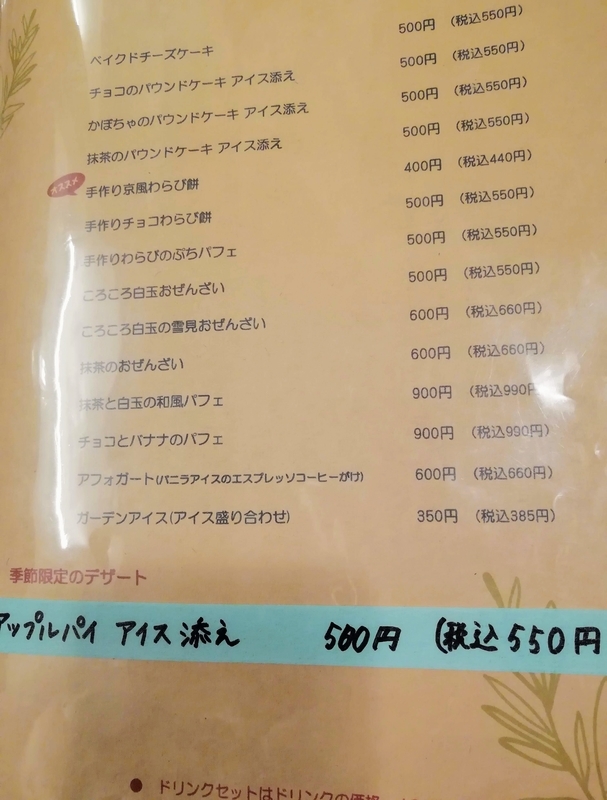 ベイクドチーズケーキ 500円 (税込550円)
チョコのパウンドケーキ アイス添え 500円 (税込550円)
かぼちゃのパウンドケーキ アイス添え 500円 (税込550円)
抹茶のパウンドケーキ アイス添え 500円 (税込550円)
オススメ 手作り京風わらび餅 400円 (税込440円)
手作りチョコわらび餅 500円 (税込550円)
手作りわらびのぷちパフェ 500円 (税込550円)
ころころ白玉おぜんざい 500円 (税込550円)
ころころ白玉の雪見おぜんざい 600円 (税込660円)
抹茶のおぜんざい 600円 (税込660円)
抹茶と白玉の和風パフェ 900円 (税込990円)
チョコとバナナのパフェ 900円 (税込990円)
アフォガート(バニラアイスのエスプレッソコーヒーがけ) 600円 (税込660円)
ガーデンアイス(アイス盛り合わせ) 350円 (税込385円)
季節限定のデザート
アップルパイ アイス添え 500円 (税込550円
● ドリンクセットはドリンクの価格